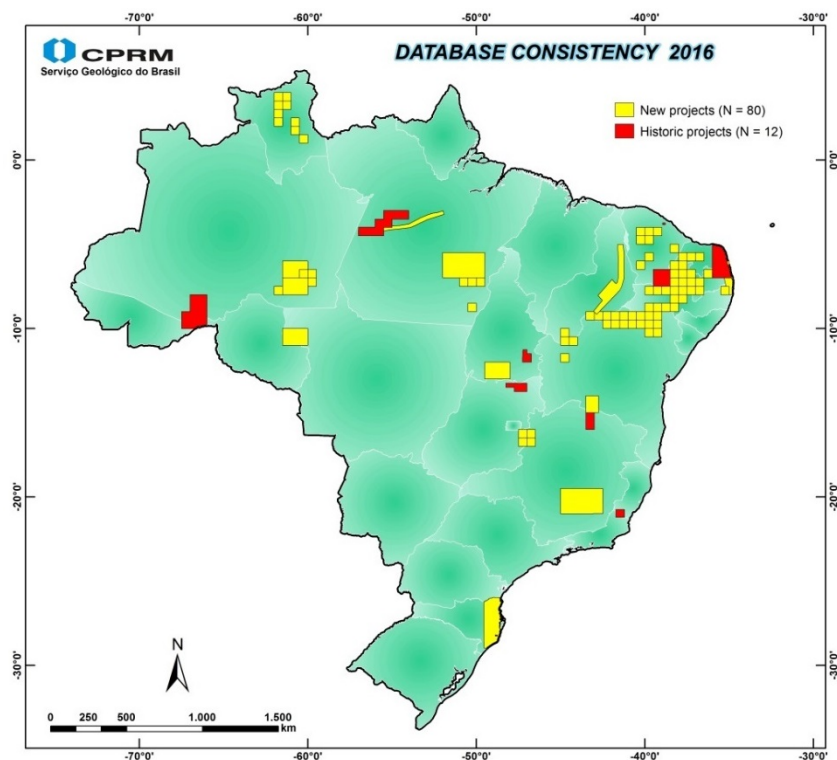 -70°0' -60°0' -50°0' -40°0' -30°0'
CPRM
Serviço Geológico do Brasil
DATABASE CONSISTENCY 2016
New projects (N = 80)
Historic projects (N = 12)
0°0' 0°0'
-10°0' -10°0'
-20°0' -20°0'
-30°0' -30°0'
N
0 250 500 1.000 1.500
km
-70°0' -60°0' -50°0' -40°0' -30°0'